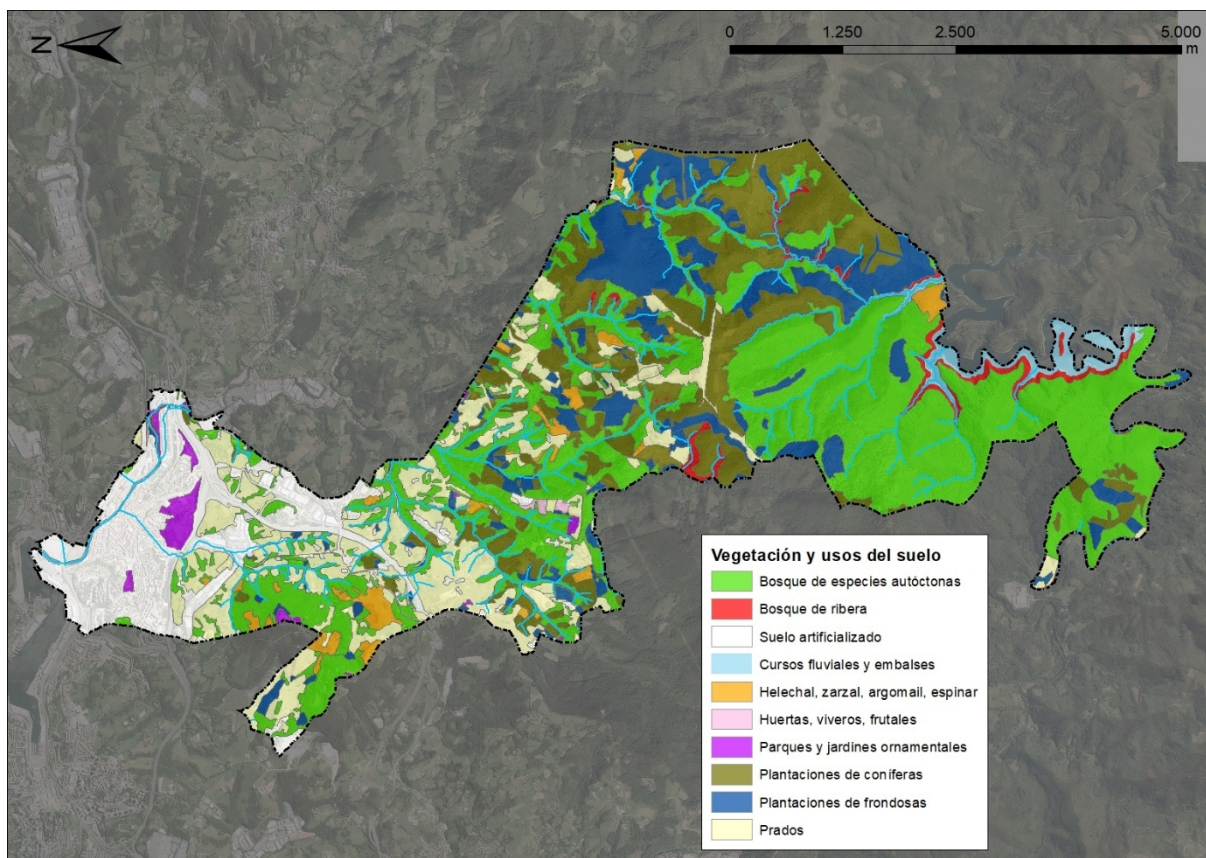 N
0 1.250 2.500 5.000
m
Vegetación y usos del suelo
Bosque de especies autóctonas
Bosque de ribera
Suelo artificializado
Cursos fluviales y embalses
Helechal, zarzal, argomail, espinar
Huertas, viveros, frutales
Parques y jardines ornamentales
Plantaciones de coníferas
Plantaciones de frondosas
Prados